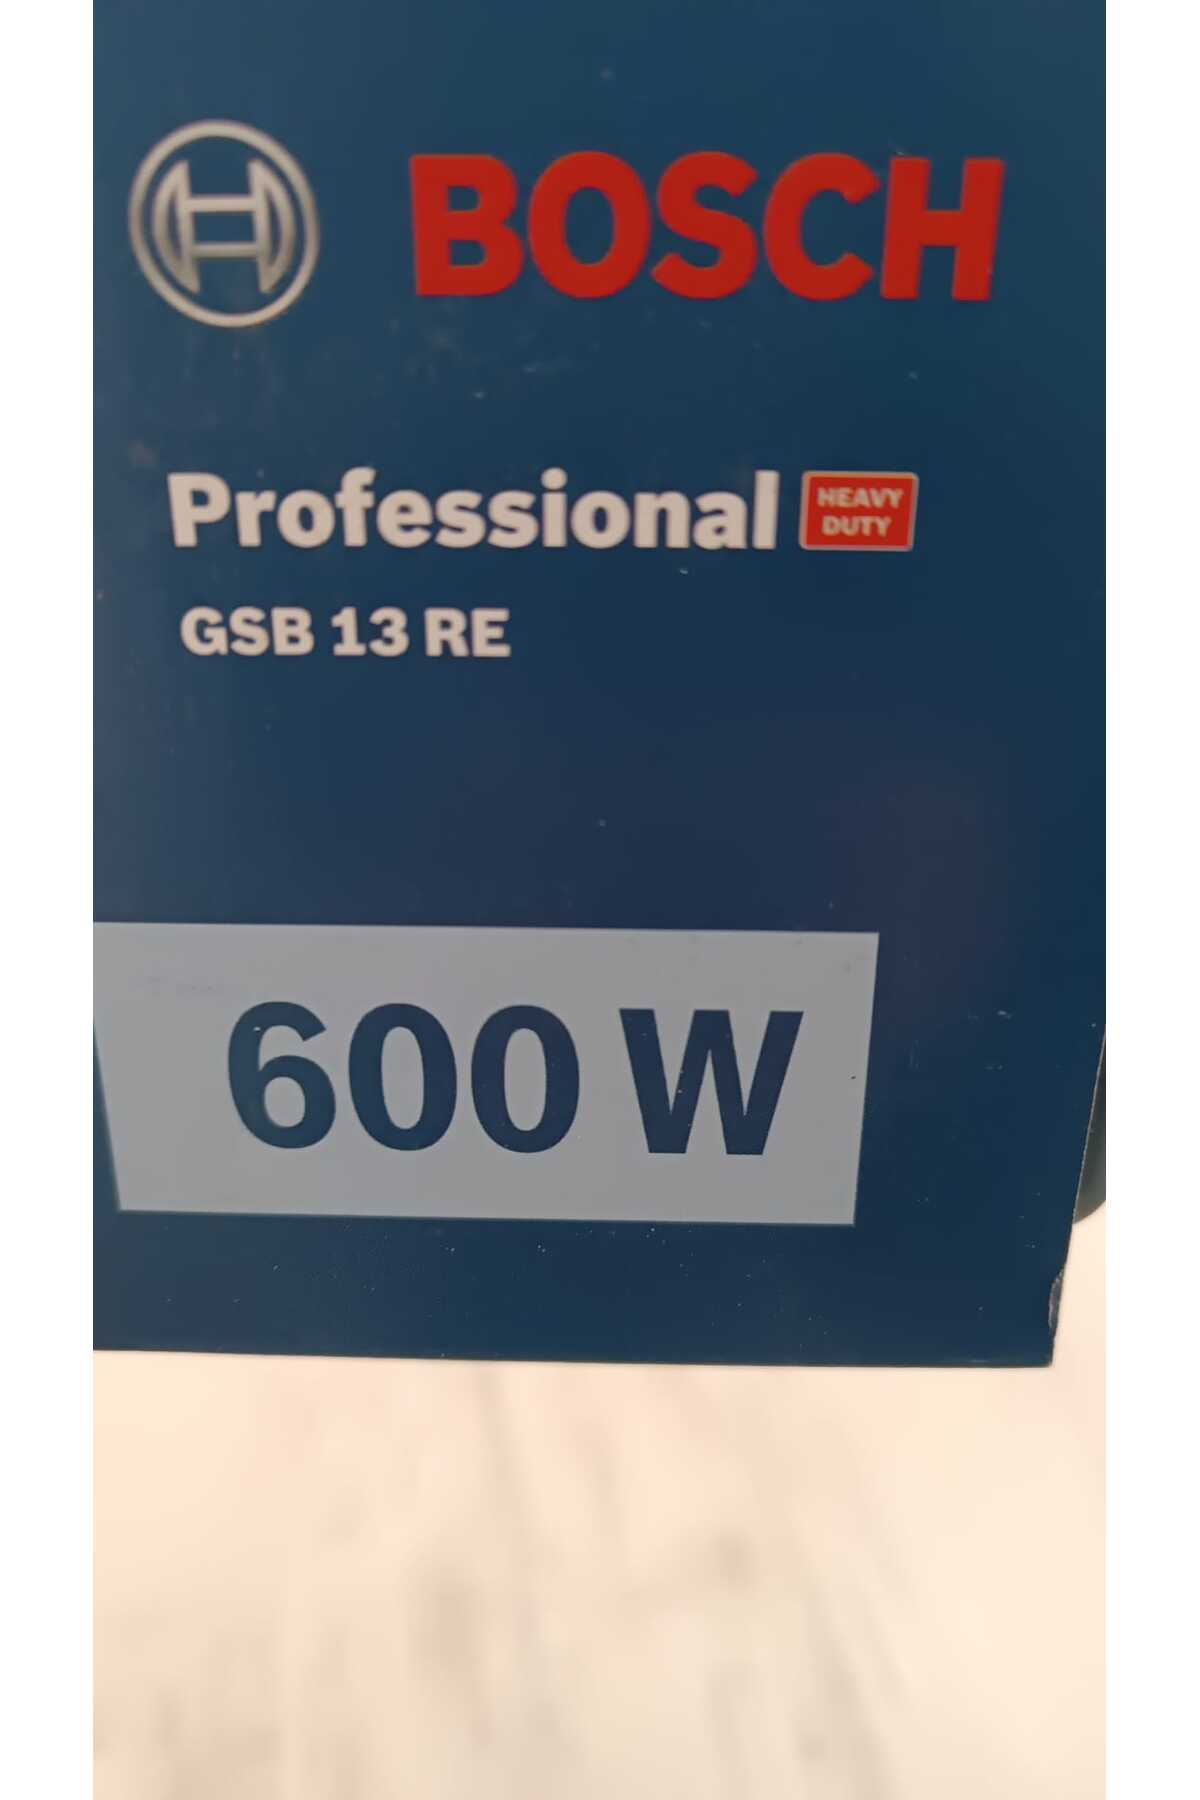 BOSCH
Professional HEAVY DUTY
GSB 13 RE
600 W